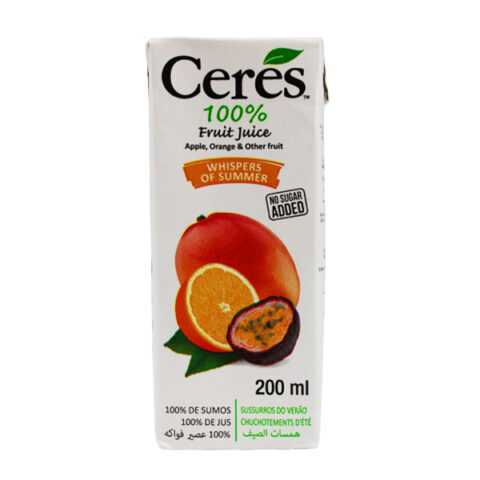 Ceres™
100%
Fruit Juice
Apple, Orange & Other fruit
WHISPERS
OF SUMMER
NO SUGAR
ADDED
200 ml
100% DE SUMOS
100% DE JUS
100% عصير فواكه
SUSSURROS DO VERÃO
CHUCHOTEMENTS D'ÉTÉ
همسات الصيف